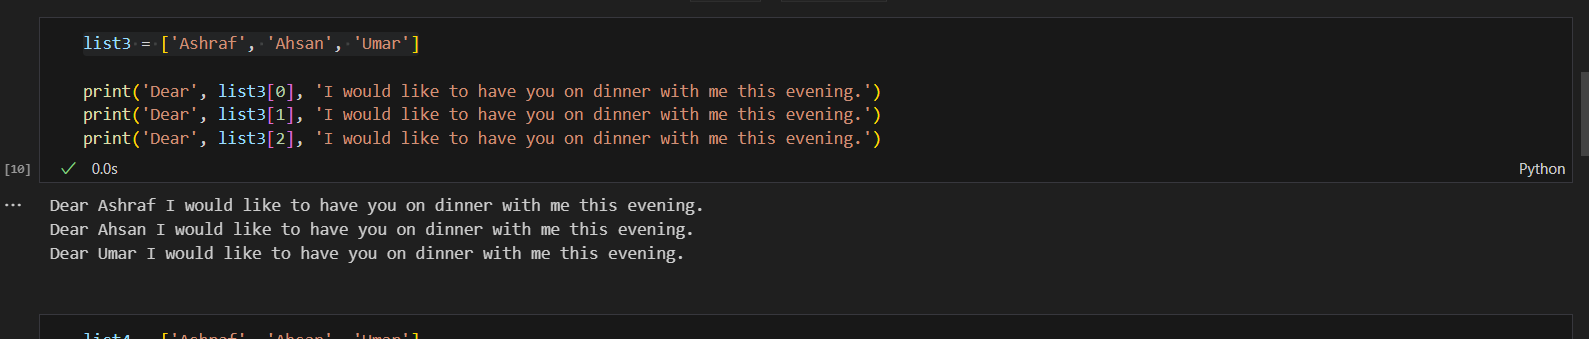 list3 = ['Ashraf', 'Ahsan', 'Umar']
print('Dear', list3[0], 'I would like to have you on dinner with me this evening.')
print('Dear', list3[1], 'I would like to have you on dinner with me this evening.')
print('Dear', list3[2], 'I would like to have you on dinner with me this evening.')
[10] ✓ 0.0s Python
Dear Ashraf I would like to have you on dinner with me this evening.
Dear Ahsan I would like to have you on dinner with me this evening.
Dear Umar I would like to have you on dinner with me this evening.
list4 = ['Ashraf', 'Ahsan', 'Umar']